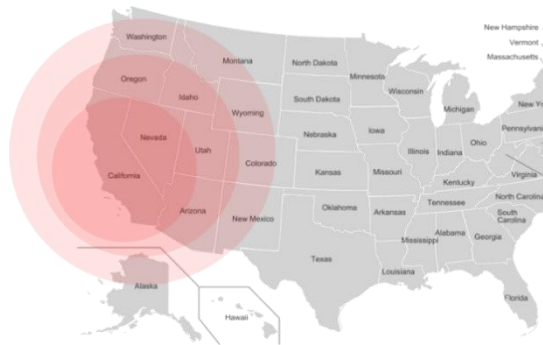 New Hampshire
Vermont
Massachusetts
Washington
Montana
North Dakota
Minnesota
Oregon
Idaho
South Dakota
Wisconsin
Michigan
New Yo
Wyoming
Nevada
Utah
Nebraska
Iowa
Illinois
Indiana
Ohio
Pennsylvania
Colorado
California
Kansas
Missouri
Kentucky
Virginia
Arizona
New Mexico
Oklahoma
Arkansas
Tennessee
North Carolina
South
Carolina
Mississippi
Alabama
Georgia
Texas
Louisiana
Florida
Alaska
Hawaii